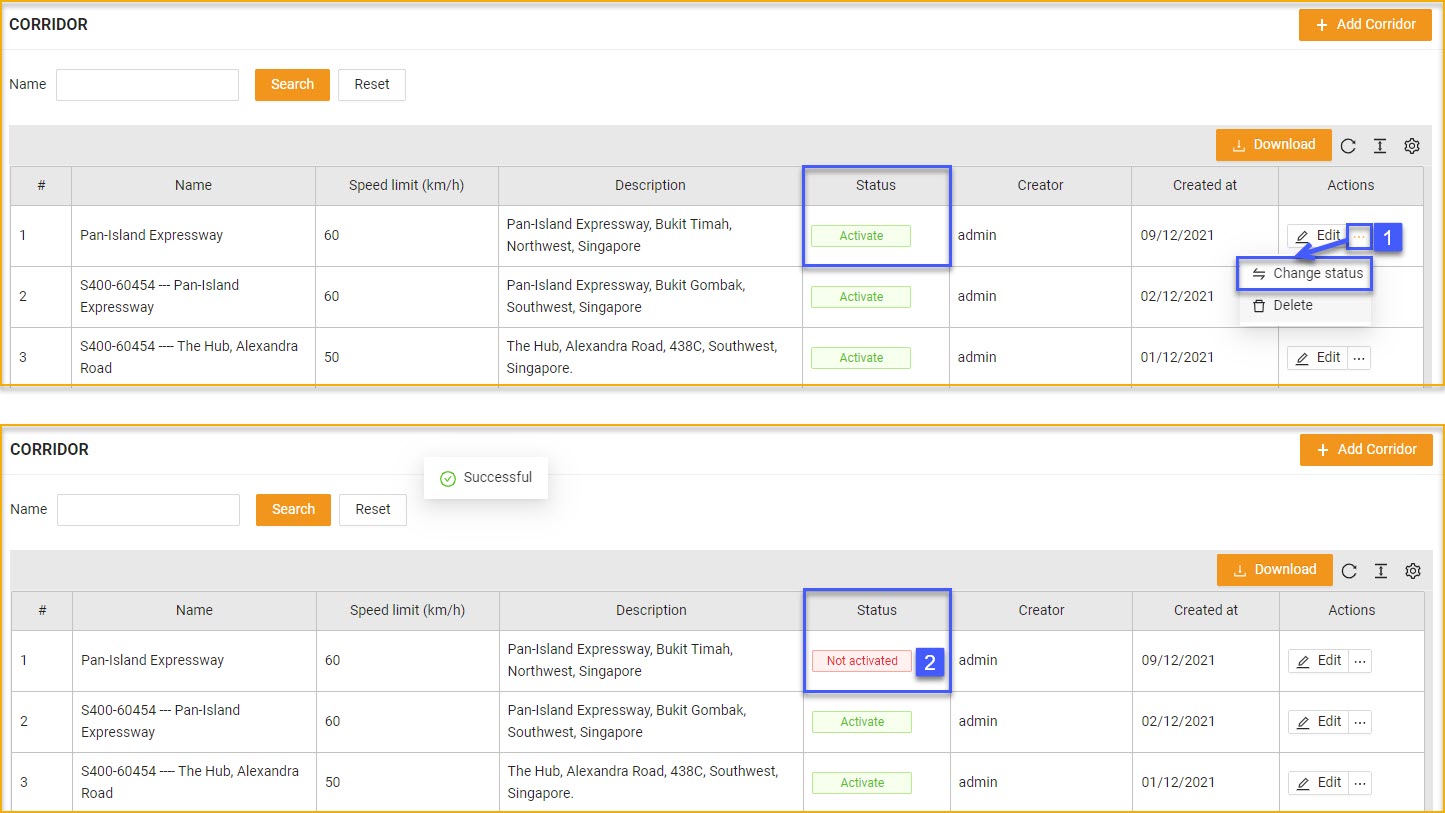 CORRIDOR
+ Add Corridor
Name
Search
Reset
Download
# Name Speed limit (km/h) Description Status Creator Created at Actions
1 Pan-Island Expressway 60 Pan-Island Expressway, Bukit Timah, Activate admin 09/12/2021 Edit ... 1
Northwest, Singapore
Change status
2 S400-60454 --- Pan-Island 60 Pan-Island Expressway, Bukit Gombak, Activate admin 02/12/2021
Expressway Southwest, Singapore
Delete
3 S400-60454 ---- The Hub, Alexandra 50 The Hub, Alexandra Road, 438C, Southwest, Activate admin 01/12/2021 Edit ...
Road Singapore.
CORRIDOR
+ Add Corridor
Successful
Name
Search
Reset
Download
# Name Speed limit (km/h) Description Status Creator Created at Actions
1 Pan-Island Expressway 60 Pan-Island Expressway, Bukit Timah, Not activated 2 admin 09/12/2021 Edit ...
Northwest, Singapore
2 S400-60454 --- Pan-Island 60 Pan-Island Expressway, Bukit Gombak, Activate admin 02/12/2021 Edit ...
Expressway Southwest, Singapore
3 S400-60454 ---- The Hub, Alexandra 50 The Hub, Alexandra Road, 438C, Southwest, Activate admin 01/12/2021 Edit ...
Road Singapore.